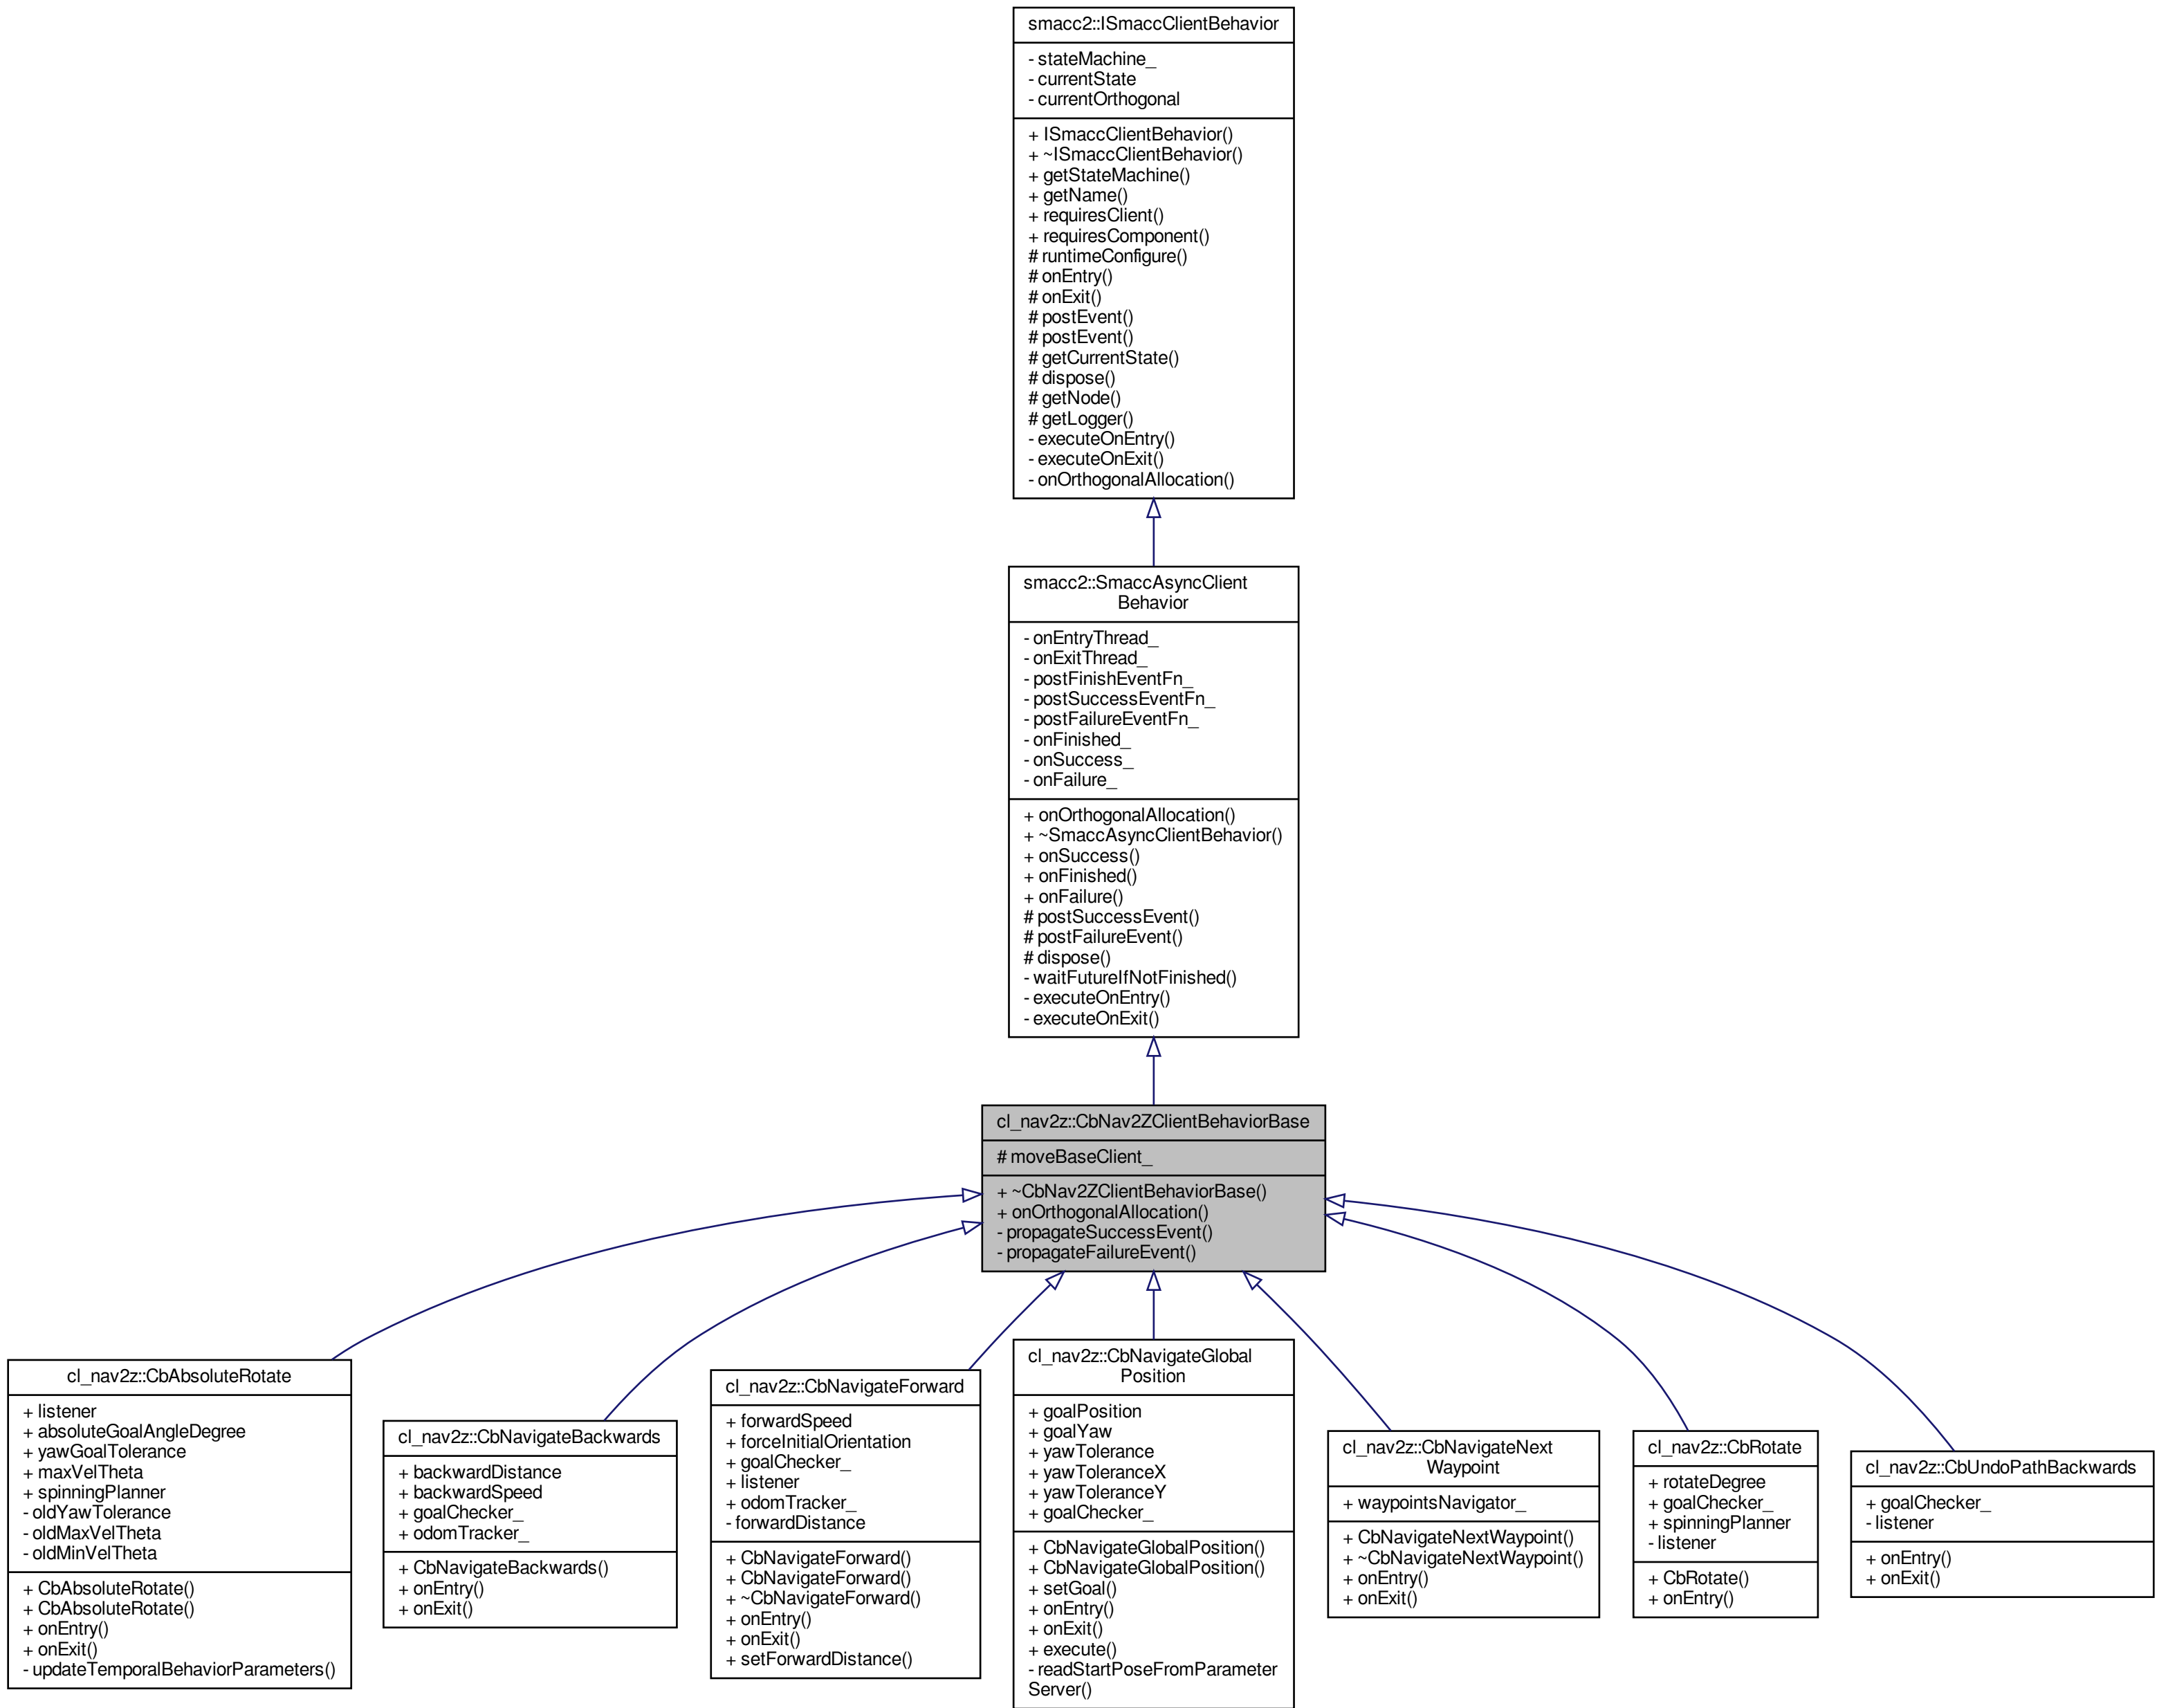 smacc2::ISmaccClientBehavior
- stateMachine_
- currentState
- currentOrthogonal
+ ISmaccClientBehavior()
+ ~ISmaccClientBehavior()
+ getStateMachine()
+ getName()
+ requiresClient()
+ requiresComponent()
# runtimeConfigure()
# onEntry()
# onExit()
# postEvent()
# postEvent()
# getCurrentState()
# dispose()
# getNode()
# getLogger()
- executeOnEntry()
- executeOnExit()
- onOrthogonalAllocation()
smacc2::SmaccAsyncClient
Behavior
- onEntryThread_
- onExitThread_
- postFinishEventFn_
- postSuccessEventFn_
- postFailureEventFn_
- onFinished_
- onSuccess_
- onFailure_
+ onOrthogonalAllocation()
+ ~SmaccAsyncClientBehavior()
+ onSuccess()
+ onFinished()
+ onFailure()
# postSuccessEvent()
# postFailureEvent()
# dispose()
- waitFutureIfNotFinished()
- executeOnEntry()
- executeOnExit()
cl_nav2z::CbNav2ZClientBehaviorBase
# moveBaseClient_
+ ~CbNav2ZClientBehaviorBase()
+ onOrthogonalAllocation()
- propagateSuccessEvent()
- propagateFailureEvent()
cl_nav2z::CbAbsoluteRotate
+ listener
+ absoluteGoalAngleDegree
+ yawGoalTolerance
+ maxVelTheta
+ spinningPlanner
- oldYawTolerance
- oldMaxVelTheta
- oldMinVelTheta
+ CbAbsoluteRotate()
+ CbAbsoluteRotate()
+ onEntry()
+ onExit()
- updateTemporalBehaviorParameters()
cl_nav2z::CbNavigateBackwards
+ backwardDistance
+ backwardSpeed
+ goalChecker_
+ odomTracker_
+ CbNavigateBackwards()
+ onEntry()
+ onExit()
cl_nav2z::CbNavigateForward
+ forwardSpeed
+ forceInitialOrientation
+ goalChecker_
+ listener
+ odomTracker_
- forwardDistance
+ CbNavigateForward()
+ CbNavigateForward()
+ ~CbNavigateForward()
+ onEntry()
+ onExit()
+ setForwardDistance()
cl_nav2z::CbNavigateGlobal
Position
+ goalPosition
+ goalYaw
+ yawTolerance
+ yawToleranceX
+ yawToleranceY
+ goalChecker_
+ CbNavigateGlobalPosition()
+ CbNavigateGlobalPosition()
+ setGoal()
+ onEntry()
+ onExit()
+ execute()
- readStartPoseFromParameter
Server()
cl_nav2z::CbNavigateNext
Waypoint
+ waypointsNavigator_
+ CbNavigateNextWaypoint()
+ ~CbNavigateNextWaypoint()
+ onEntry()
+ onExit()
cl_nav2z::CbRotate
+ rotateDegree
+ goalChecker_
+ spinningPlanner
- listener
+ CbRotate()
+ onEntry()
cl_nav2z::CbUndoPathBackwards
+ goalChecker_
- listener
+ onEntry()
+ onExit()